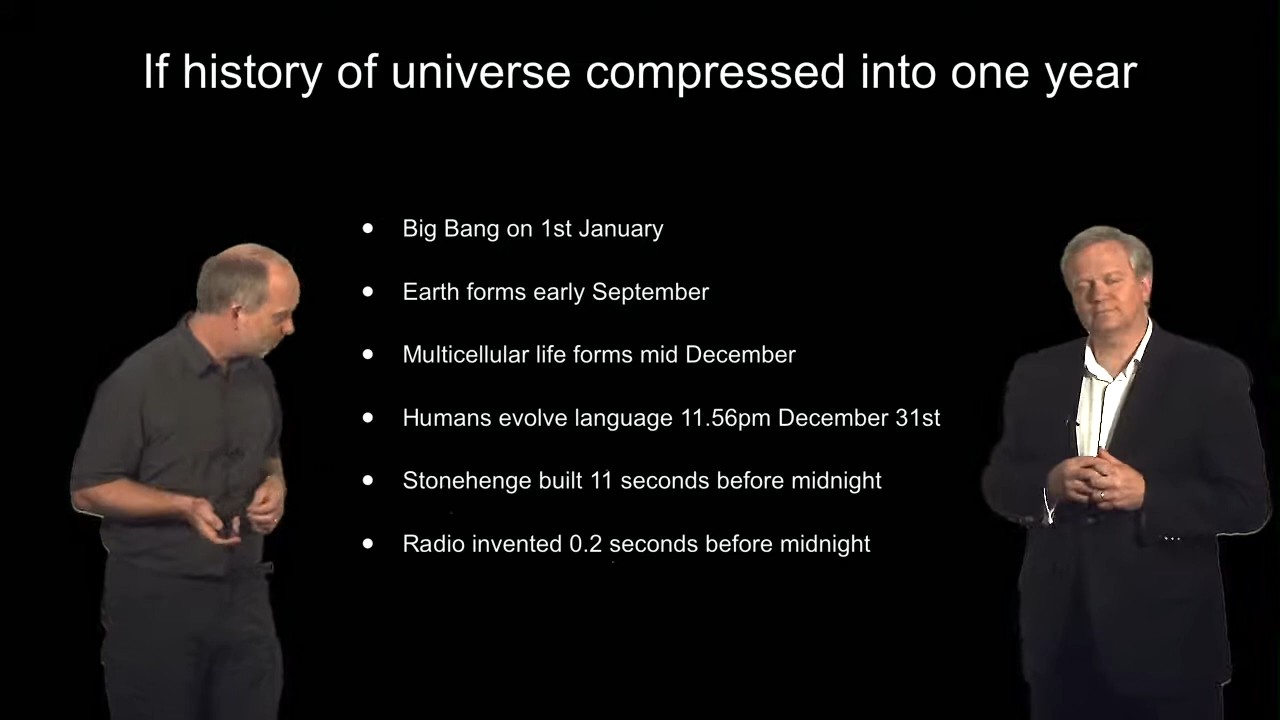 If history of universe compressed into one year
● Big Bang on 1st January
● Earth forms early September
● Multicellular life forms mid December
● Humans evolve language 11.56pm December 31st
● Stonehenge built 11 seconds before midnight
● Radio invented 0.2 seconds before midnight